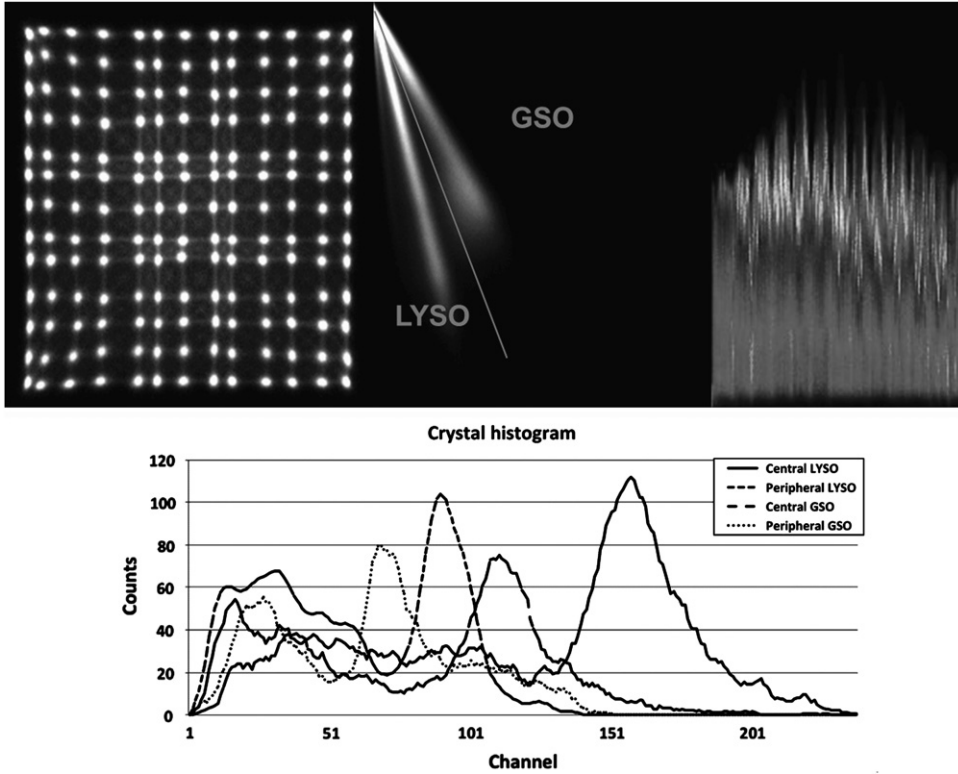 GSO
LYSO
Crystal histogram
120
100
80
60
40
20
0
Counts
Central LYSO
Peripheral LYSO
Central GSO
Peripheral GSO
1
51
101
151
201
Channel